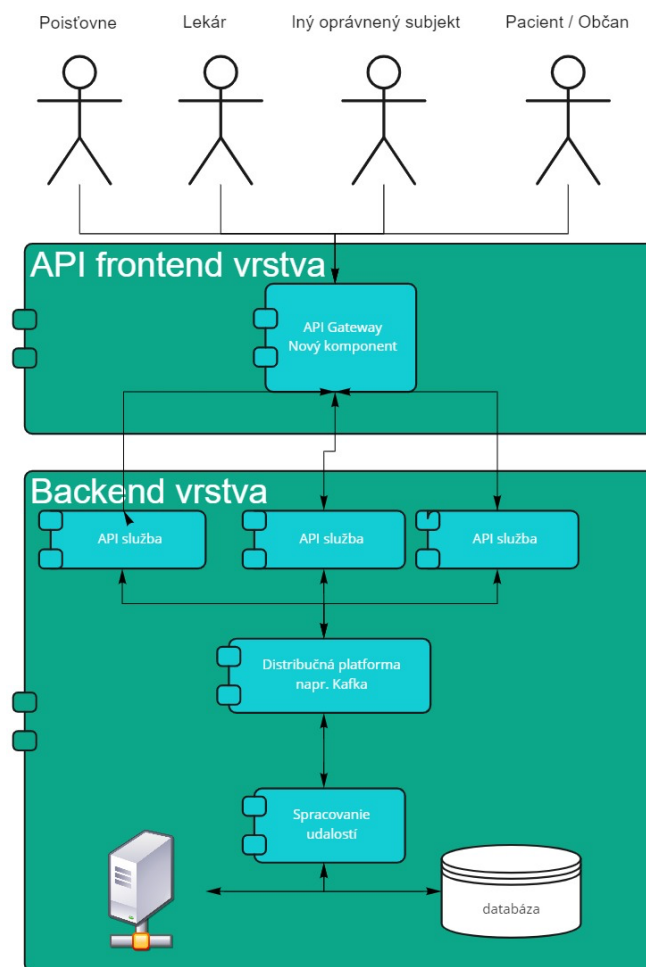 Poisťovne
Lekár
Iný oprávnený subjekt
Pacient / Občan
API frontend vrstva
API Gateway
Nový komponent
Backend vrstva
API služba
API služba
API služba
Distribučná platforma
napr. Kafka
Spracovanie
udalostí
databáza